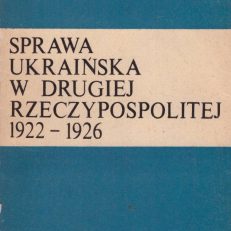 SPRAWA
UKRAIŃSKA
W DRUGIEJ
RZECZYPOSPOLITEJ
1922 – 1926